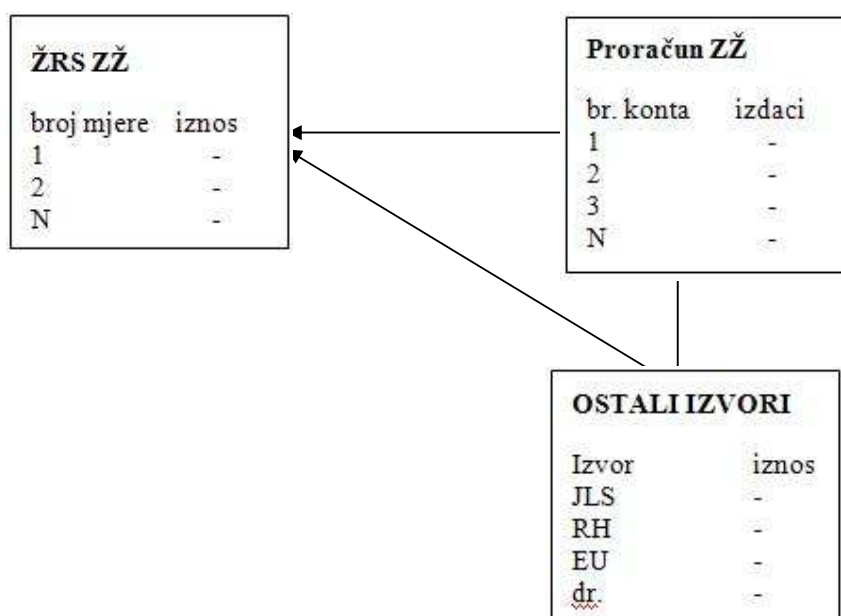 ŽRS ZŽ
broj mjere iznos
1 -
2 -
N -
Proračun ZŽ
br. konta izdaci
1 -
2 -
3 -
N -
OSTALI IZVORI
Izvor iznos
JLS -
RH -
EU -
dr. -